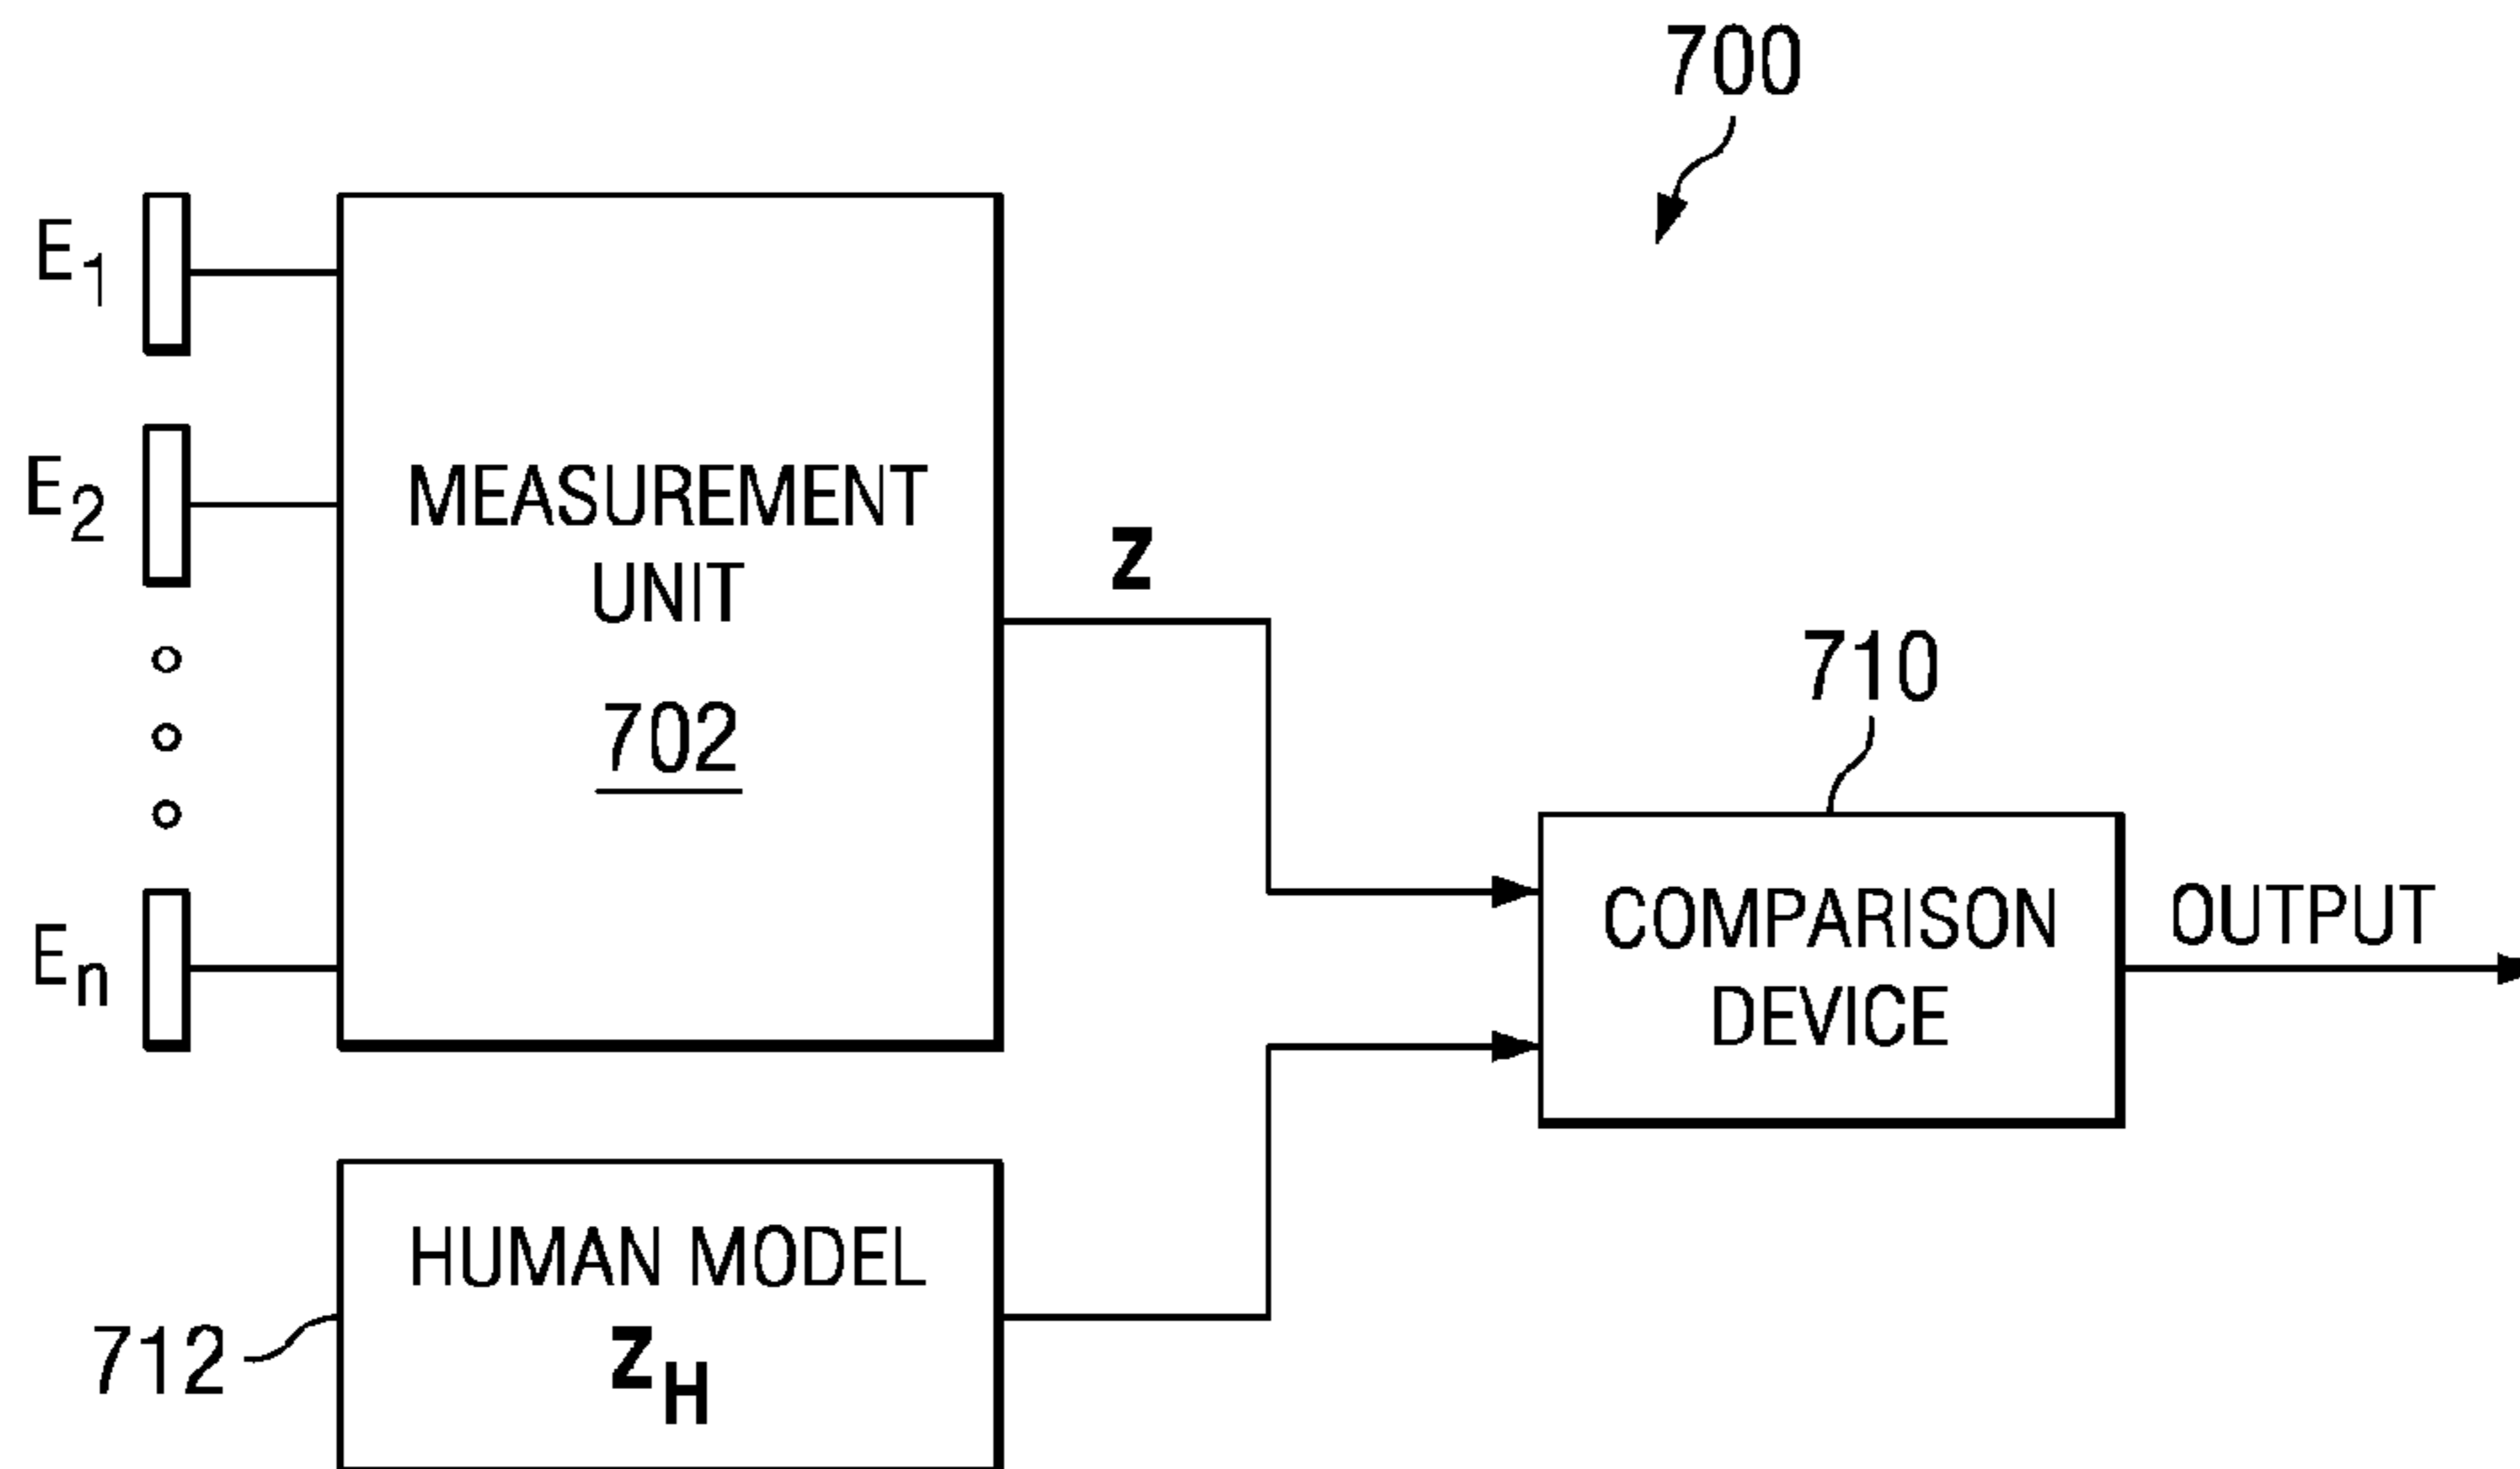 700
E1
E2
En
MEASUREMENT
UNIT
702
Z
710
COMPARISON
DEVICE
OUTPUT
HUMAN MODEL
ZH
712